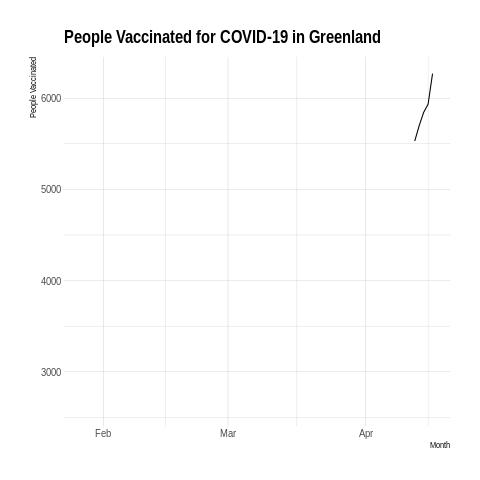 People Vaccinated for COVID-19 in Greenland
People Vaccinated
6000
5000
4000
3000
Feb Mar Apr
Month